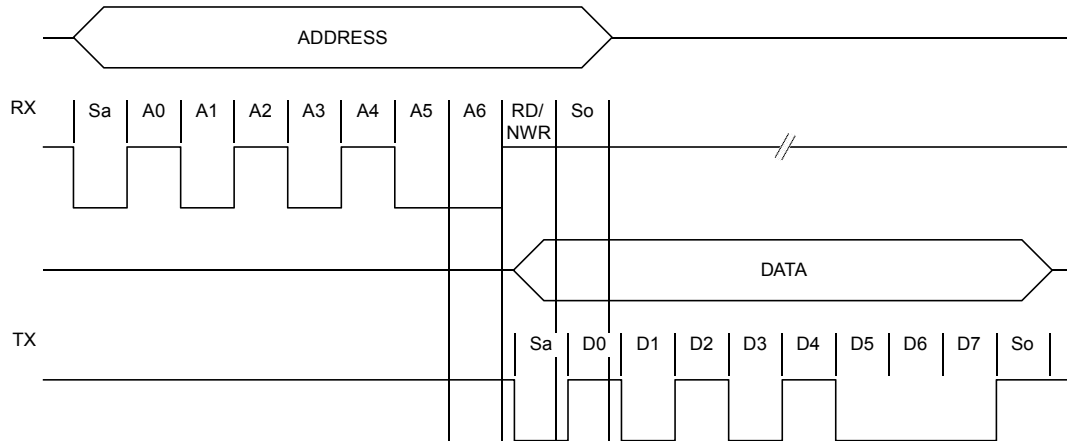 ADDRESS
RX Sa A0 A1 A2 A3 A4 A5 A6 RD/ So
NWR
DATA
TX Sa D0 D1 D2 D3 D4 D5 D6 D7 So